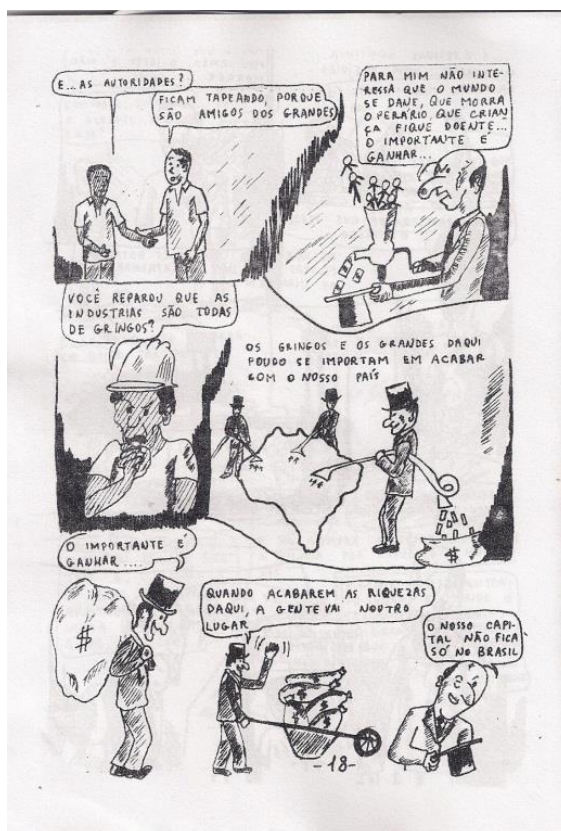 E...AS AUTORIDADES?
FICAM TAPEANDO, PORQUE
SÃO AMIGOS DOS GRANDES
PARA MIM NÃO INTE-
RESSA QUE O MUNDO
SE DANE, QUE MORRA
O PERÁRIO, QUE CRIAN
ÇA FIQUE DOENTE...
O IMPORTANTE É
GANHAR...
VOCÊ REPAROU QUE AS
INDUSTRIAS SÃO TODAS
DE GRINGOS?
OS GRINGOS E OS GRANDES DAQUI
POUDO SE IMPORTAM EM ACABAR
COM O NOSSO PAÍS
$
O IMPORTANTE É
GANHAR....
$
QUANDO ACABAREM AS RIQUEZAS
DAQUI, A GENTE VAI NOUTRO
LUGAR
O NOSSO CAPI-
TAL NÃO FICA
SÓ NO BRASIL
-18-